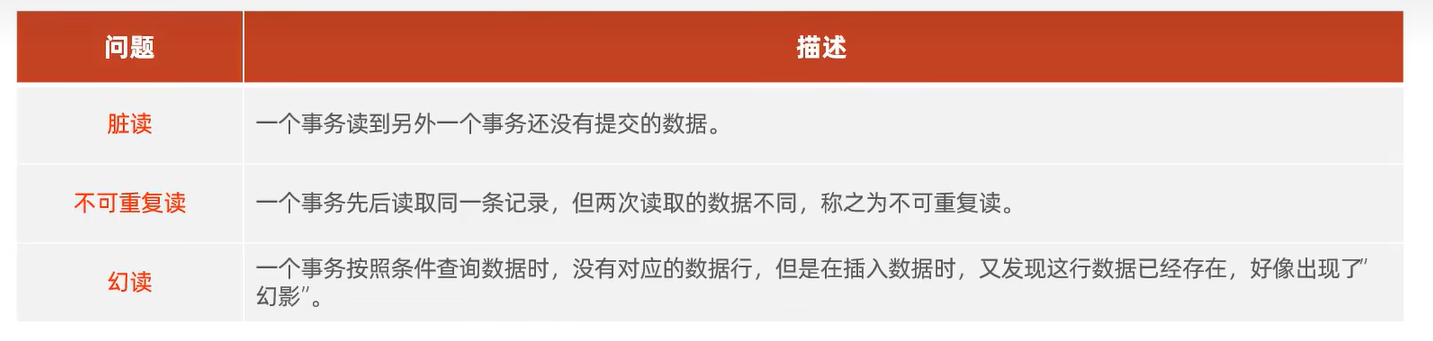 问题 描述
脏读 一个事务读到另外一个事务还没有提交的数据。
不可重复读 一个事务先后读取同一条记录，但两次读取的数据不同，称之为不可重复读。
幻读 一个事务按照条件查询数据时，没有对应的数据行，但是在插入数据时，又发现这行数据已经存在，好像出现了”
幻影”。